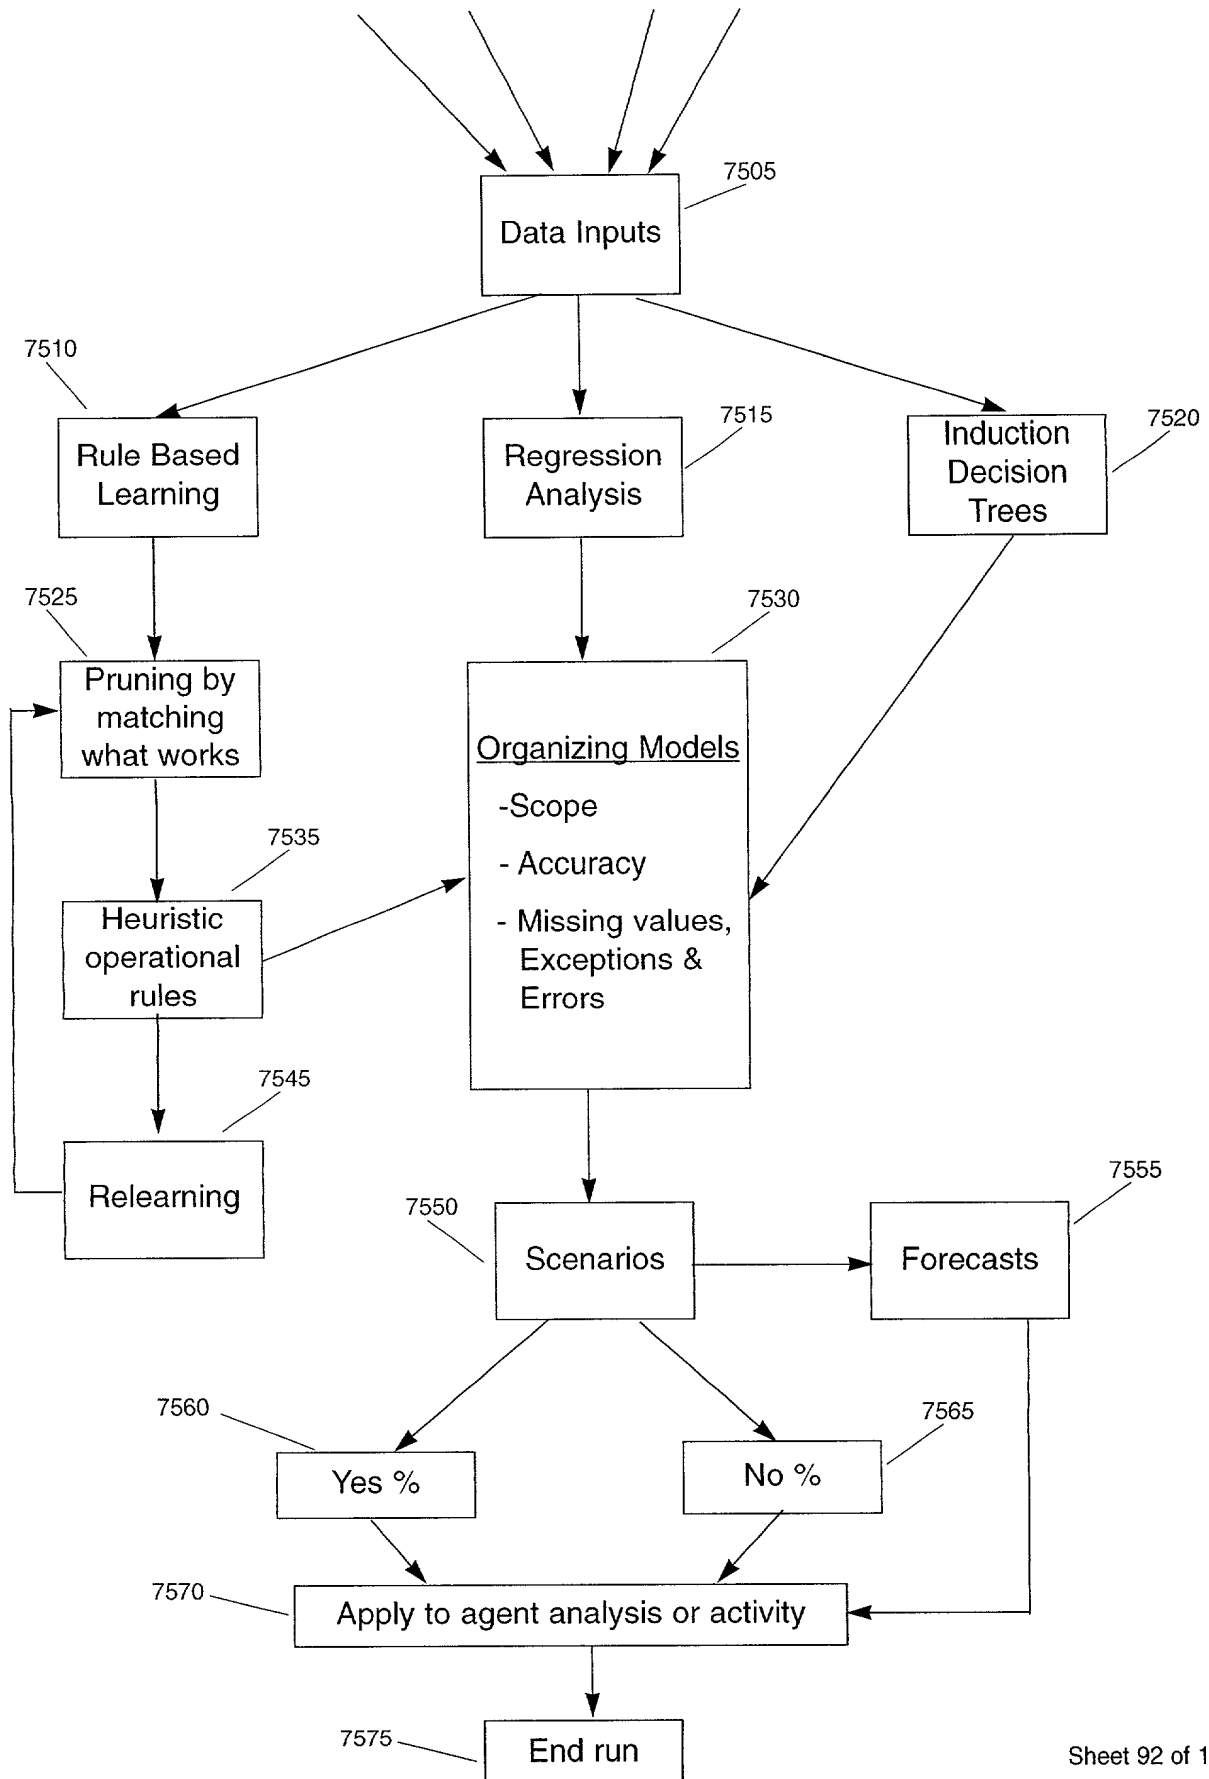 7505
Data Inputs
7510
7515
7520
Rule Based
Learning
Regression
Analysis
Induction
Decision
Trees
7525
7530
Pruning by
matching
what works
Organizing Models
-Scope
- Accuracy
- Missing values,
Exceptions &
Errors
7535
Heuristic
operational
rules
7545
Relearning
7550
7555
Scenarios
Forecasts
7560
7565
Yes %
No %
7570
Apply to agent analysis or activity
7575
End run
Sheet 92 of 1